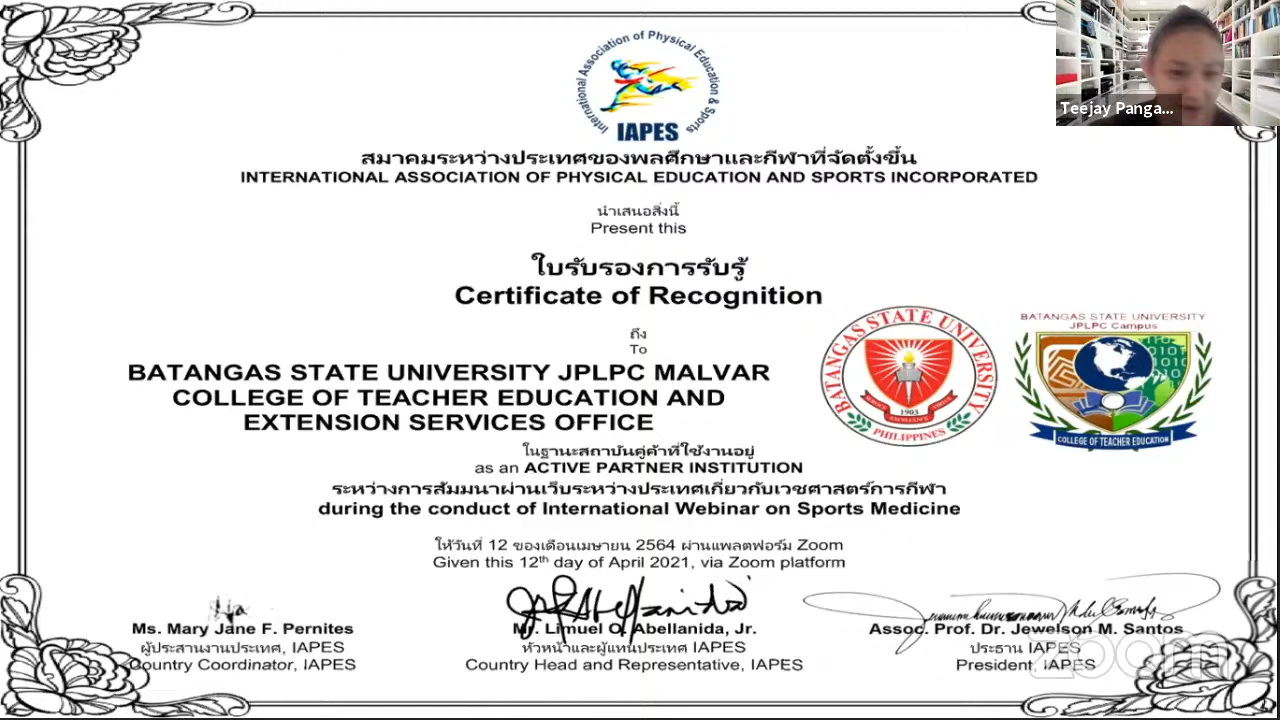 International Association of Physical Education & Sports
IAPES
Teejay Panga...
สมาคมระหว่างประเทศของพลศึกษาและกีฬาที่จัดตั้งขึ้น
INTERNATIONAL ASSOCIATION OF PHYSICAL EDUCATION AND SPORTS INCORPORATED
นำเสนอสิ่งนี้
Present this
ใบรับรองการรับรู้
Certificate of Recognition
ถึง
To
BATANGAS STATE UNIVERSITY JPLPC MALVAR
COLLEGE OF TEACHER EDUCATION AND
EXTENSION SERVICES OFFICE
BATANGAS STATE UNIVERSITY
1903
PHILIPPINES
BATANGAS STATE UNIVERSITY
JPLPC Campus
COLLEGE OF TEACHER EDUCATION
ในฐานะสถาบันคู่ค้าที่ใช้งานอยู่
as an ACTIVE PARTNER INSTITUTION
ระหว่างการสัมมนาผ่านเว็บระหว่างประเทศเกี่ยวกับเวชศาสตร์การกีฬา
during the conduct of International Webinar on Sports Medicine
ให้วันที่ 12 ของเดือนเมษายน 2564 ผ่านแพลตฟอร์ม Zoom
Given this 12th day of April 2021, via Zoom platform
Ms. Mary Jane F. Pernites
ผู้ประสานงานประเทศ, IAPES
Country Coordinator, IAPES
Mr. Limuel O. Abellanida, Jr.
หัวหน้าและผู้แทนประเทศ IAPES
Country Head and Representative, IAPES
Assoc. Prof. Dr. Jewelson M. Santos
ประธาน IAPES
President, IAPES
zoom